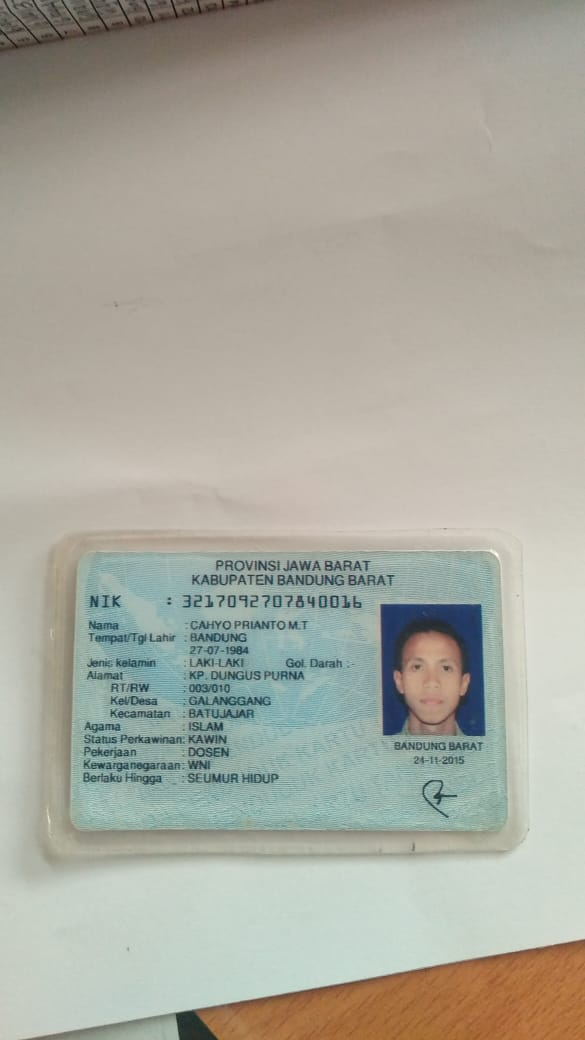 PROVINSI JAWA BARAT
KABUPATEN BANDUNG BARAT
NIK : 3217092707840016
Nama : CAHYO PRIANTO M.T
Tempat/Tgl Lahir : BANDUNG
27-07-1984
Jenis kelamin : LAKI-LAKI Gol. Darah : -
Alamat : KP. DUNGUS PURNA
RT/RW : 003/010
Kel/Desa : GALANGGANG
Kecamatan : BATUJAJAR
Agama : ISLAM
Status Perkawinan: KAWIN
Pekerjaan : DOSEN
Kewarganegaraan: WNI
Berlaku Hingga : SEUMUR HIDUP
BANDUNG BARAT
24-11-2015